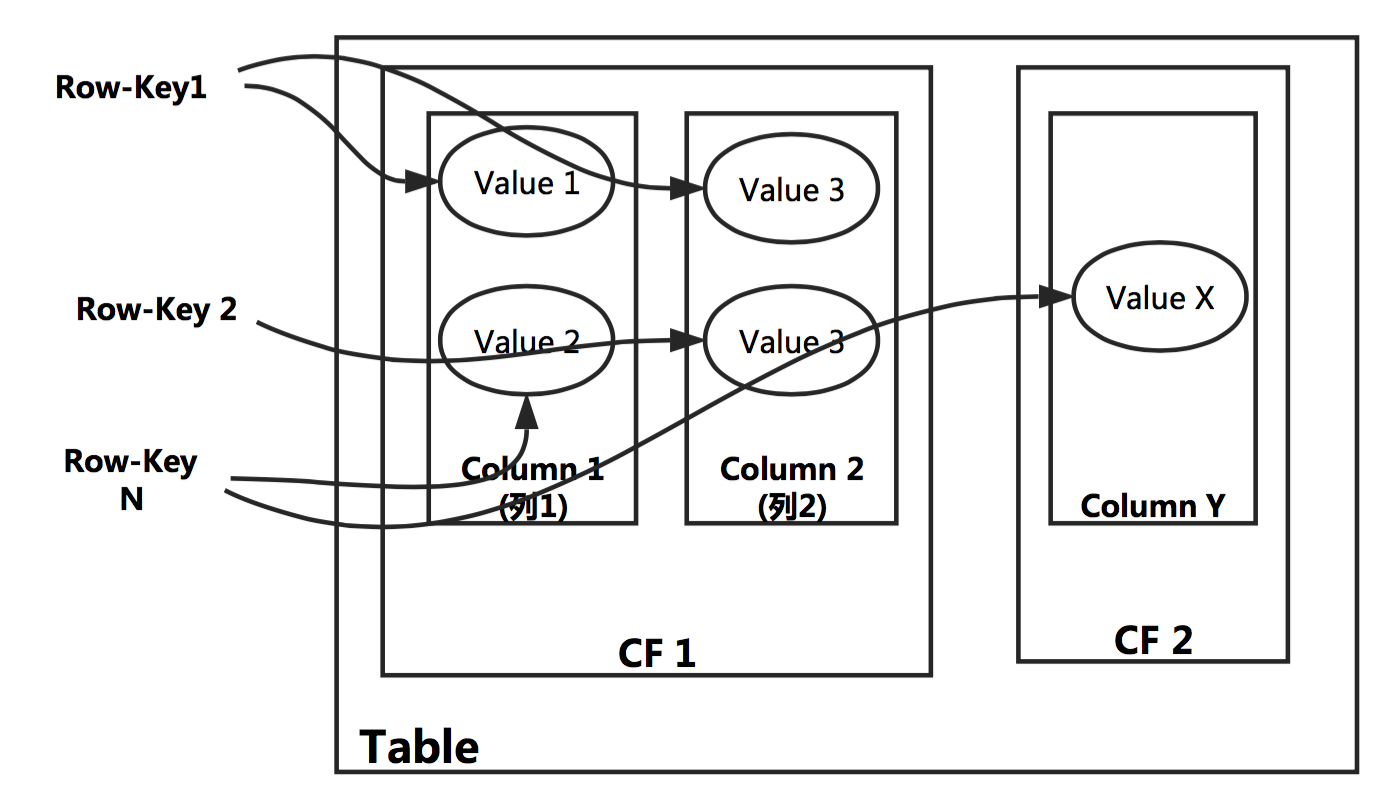 Row-Key1
Value 1
Value 3
Row-Key 2
Value 2
Value 3
Value X
Row-Key
N
Column 1
(列1)
Column 2
(列2)
Column Y
CF 1
CF 2
Table